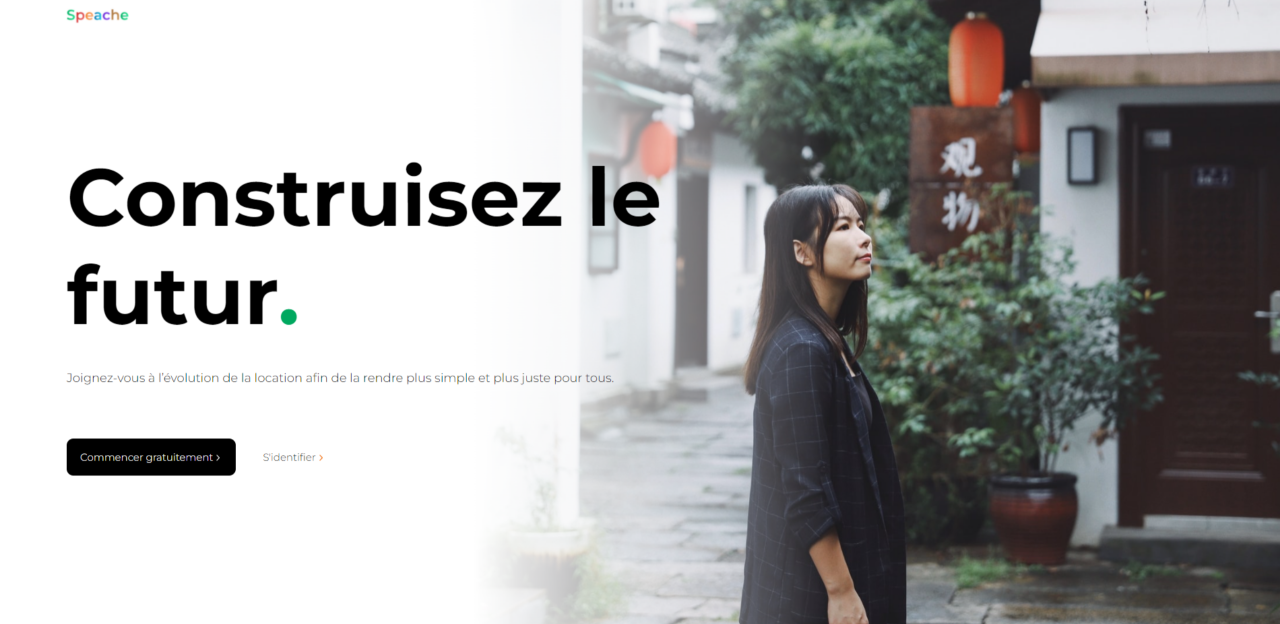 Speache
Construisez le
futur.
Joignez-vous à l'évolution de la location afin de la rendre plus simple et plus juste pour tous.
Commencer gratuitement ›
S'identifier ›
观
物